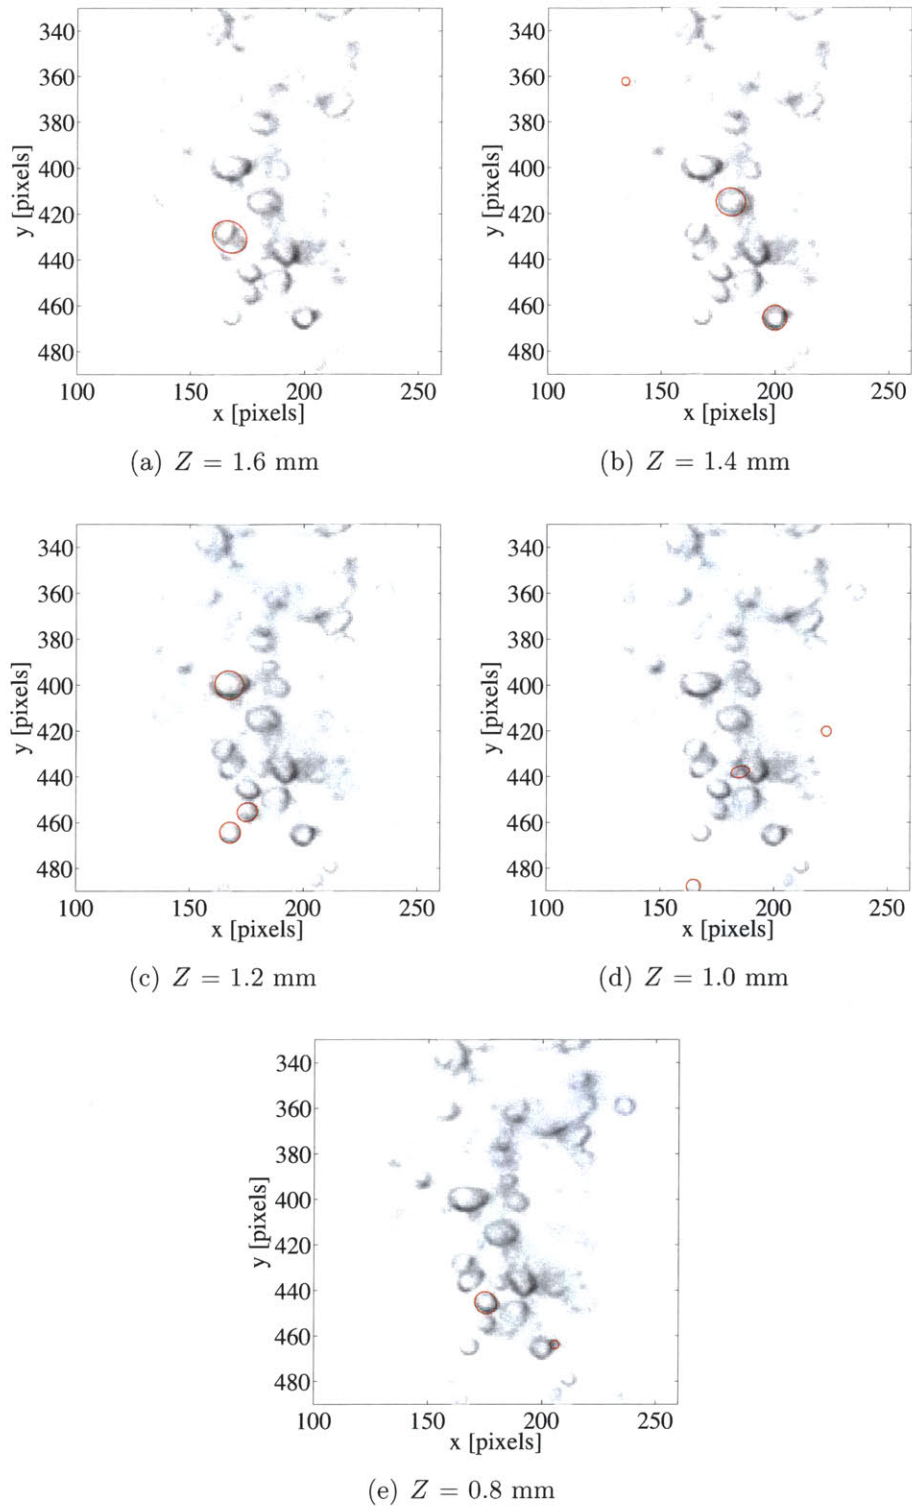 340
360
380
400
420
440
460
480
y [pixels]
100 150 200 250
x [pixels]
(a) Z = 1.6 mm
340
360
380
400
420
440
460
480
y [pixels]
100 150 200 250
x [pixels]
(b) Z = 1.4 mm
340
360
380
400
420
440
460
480
y [pixels]
100 150 200 250
x [pixels]
(c) Z = 1.2 mm
340
360
380
400
420
440
460
480
y [pixels]
100 150 200 250
x [pixels]
(d) Z = 1.0 mm
340
360
380
400
420
440
460
480
y [pixels]
100 150 200 250
x [pixels]
(e) Z = 0.8 mm